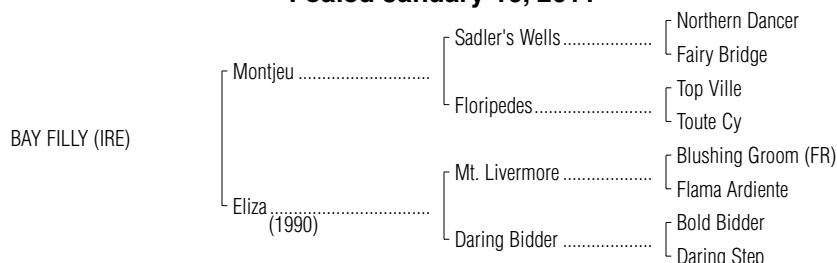 Foaled January 2011
Northern Dancer
Sadler's Wells
Fairy Bridge
Montjeu
Top Ville
Floripedes
Toute Cy
BAY FILLY (IRE)
Blushing Groom (FR)
Mt. Livermore
Flama Ardiente
Eliza
(1990)
Bold Bidder
Daring Bidder
Daring Step